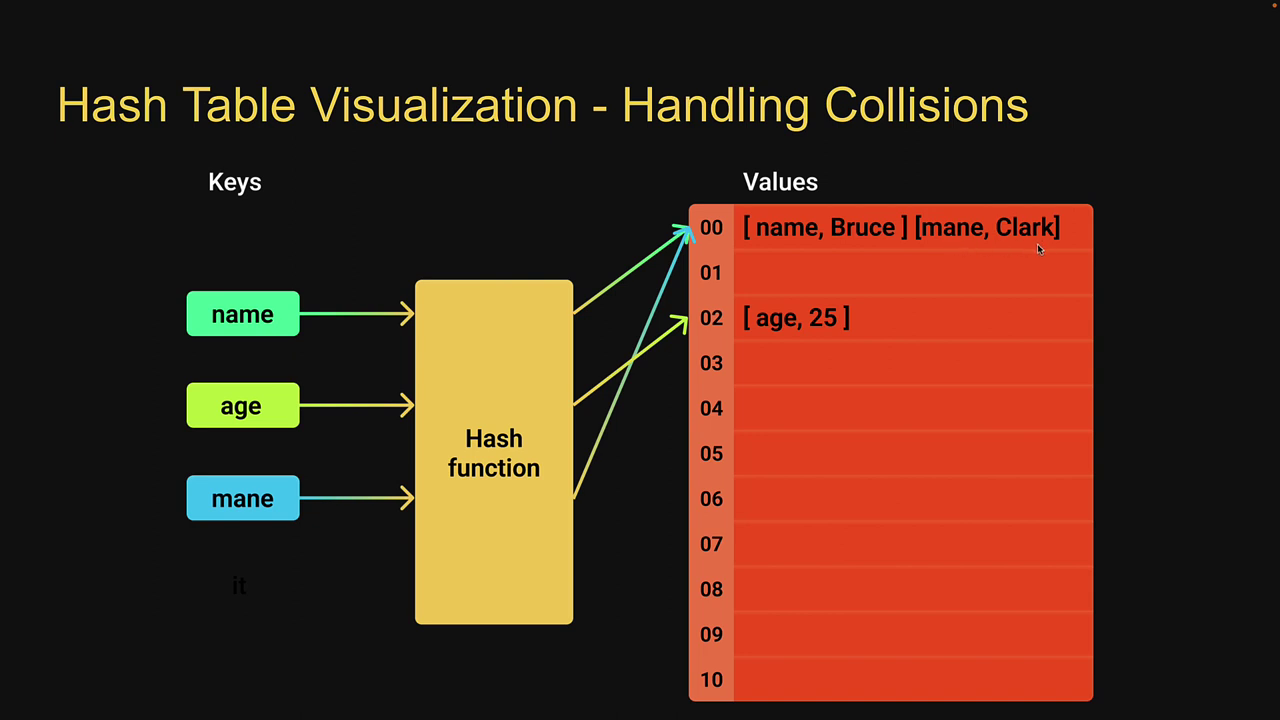 Hash Table Visualization - Handling Collisions
Keys
Values
name
age
mane
it
Hash
function
00 [ name, Bruce ] [mane, Clark]
01
02 [ age, 25 ]
03
04
05
06
07
08
09
10